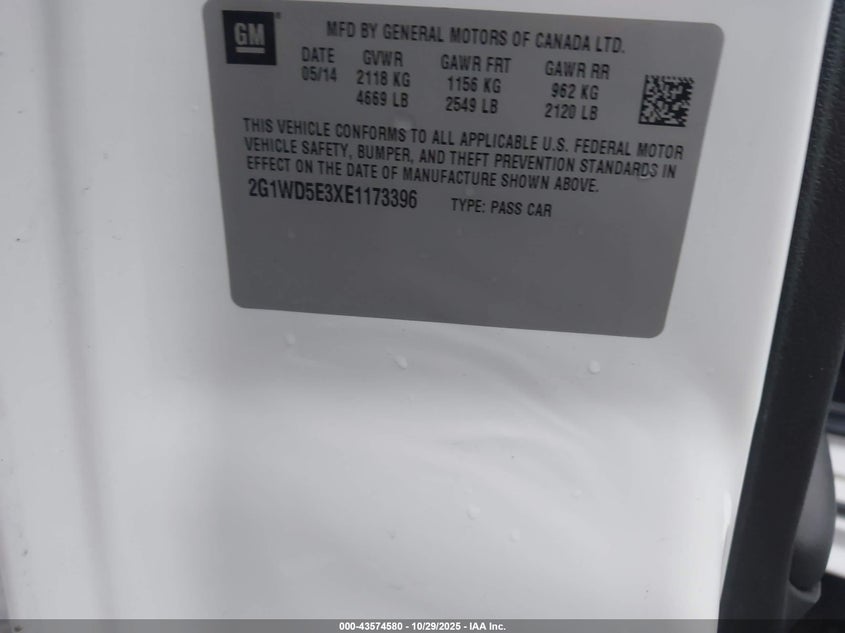 GM
MFD BY GENERAL MOTORS OF CANADA LTD.
DATE GVWR GAWR FRT GAWR RR
05/14 2118 KG 1156 KG 962 KG
4669 LB 2549 LB 2120 LB
THIS VEHICLE CONFORMS TO ALL APPLICABLE U.S. FEDERAL MOTOR
VEHICLE SAFETY, BUMPER, AND THEFT PREVENTION STANDARDS IN
EFFECT ON THE DATE OF MANUFACTURE SHOWN ABOVE.
2G1WD5E3XE1173396 TYPE: PASS CAR
000-43574580 - 10/29/2025 - IAA Inc.